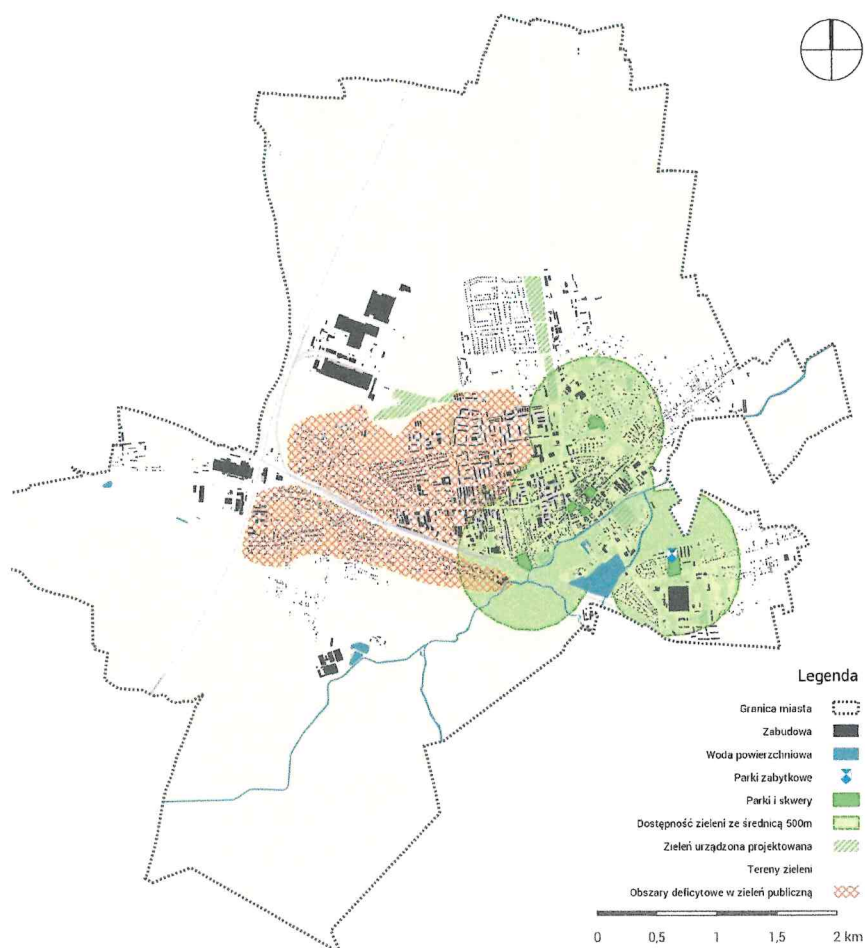 Legenda
Granica miasta
Zabudowa
Woda powierzchniowa
Parki zabytkowe
Parki i skwery
Dostępność zieleni ze średnicą 500m
Zieleń urządzona projektowana
Tereny zieleni
Obszary deficytowe w zieleń publiczną
0 0,5 1 1,5 2 km